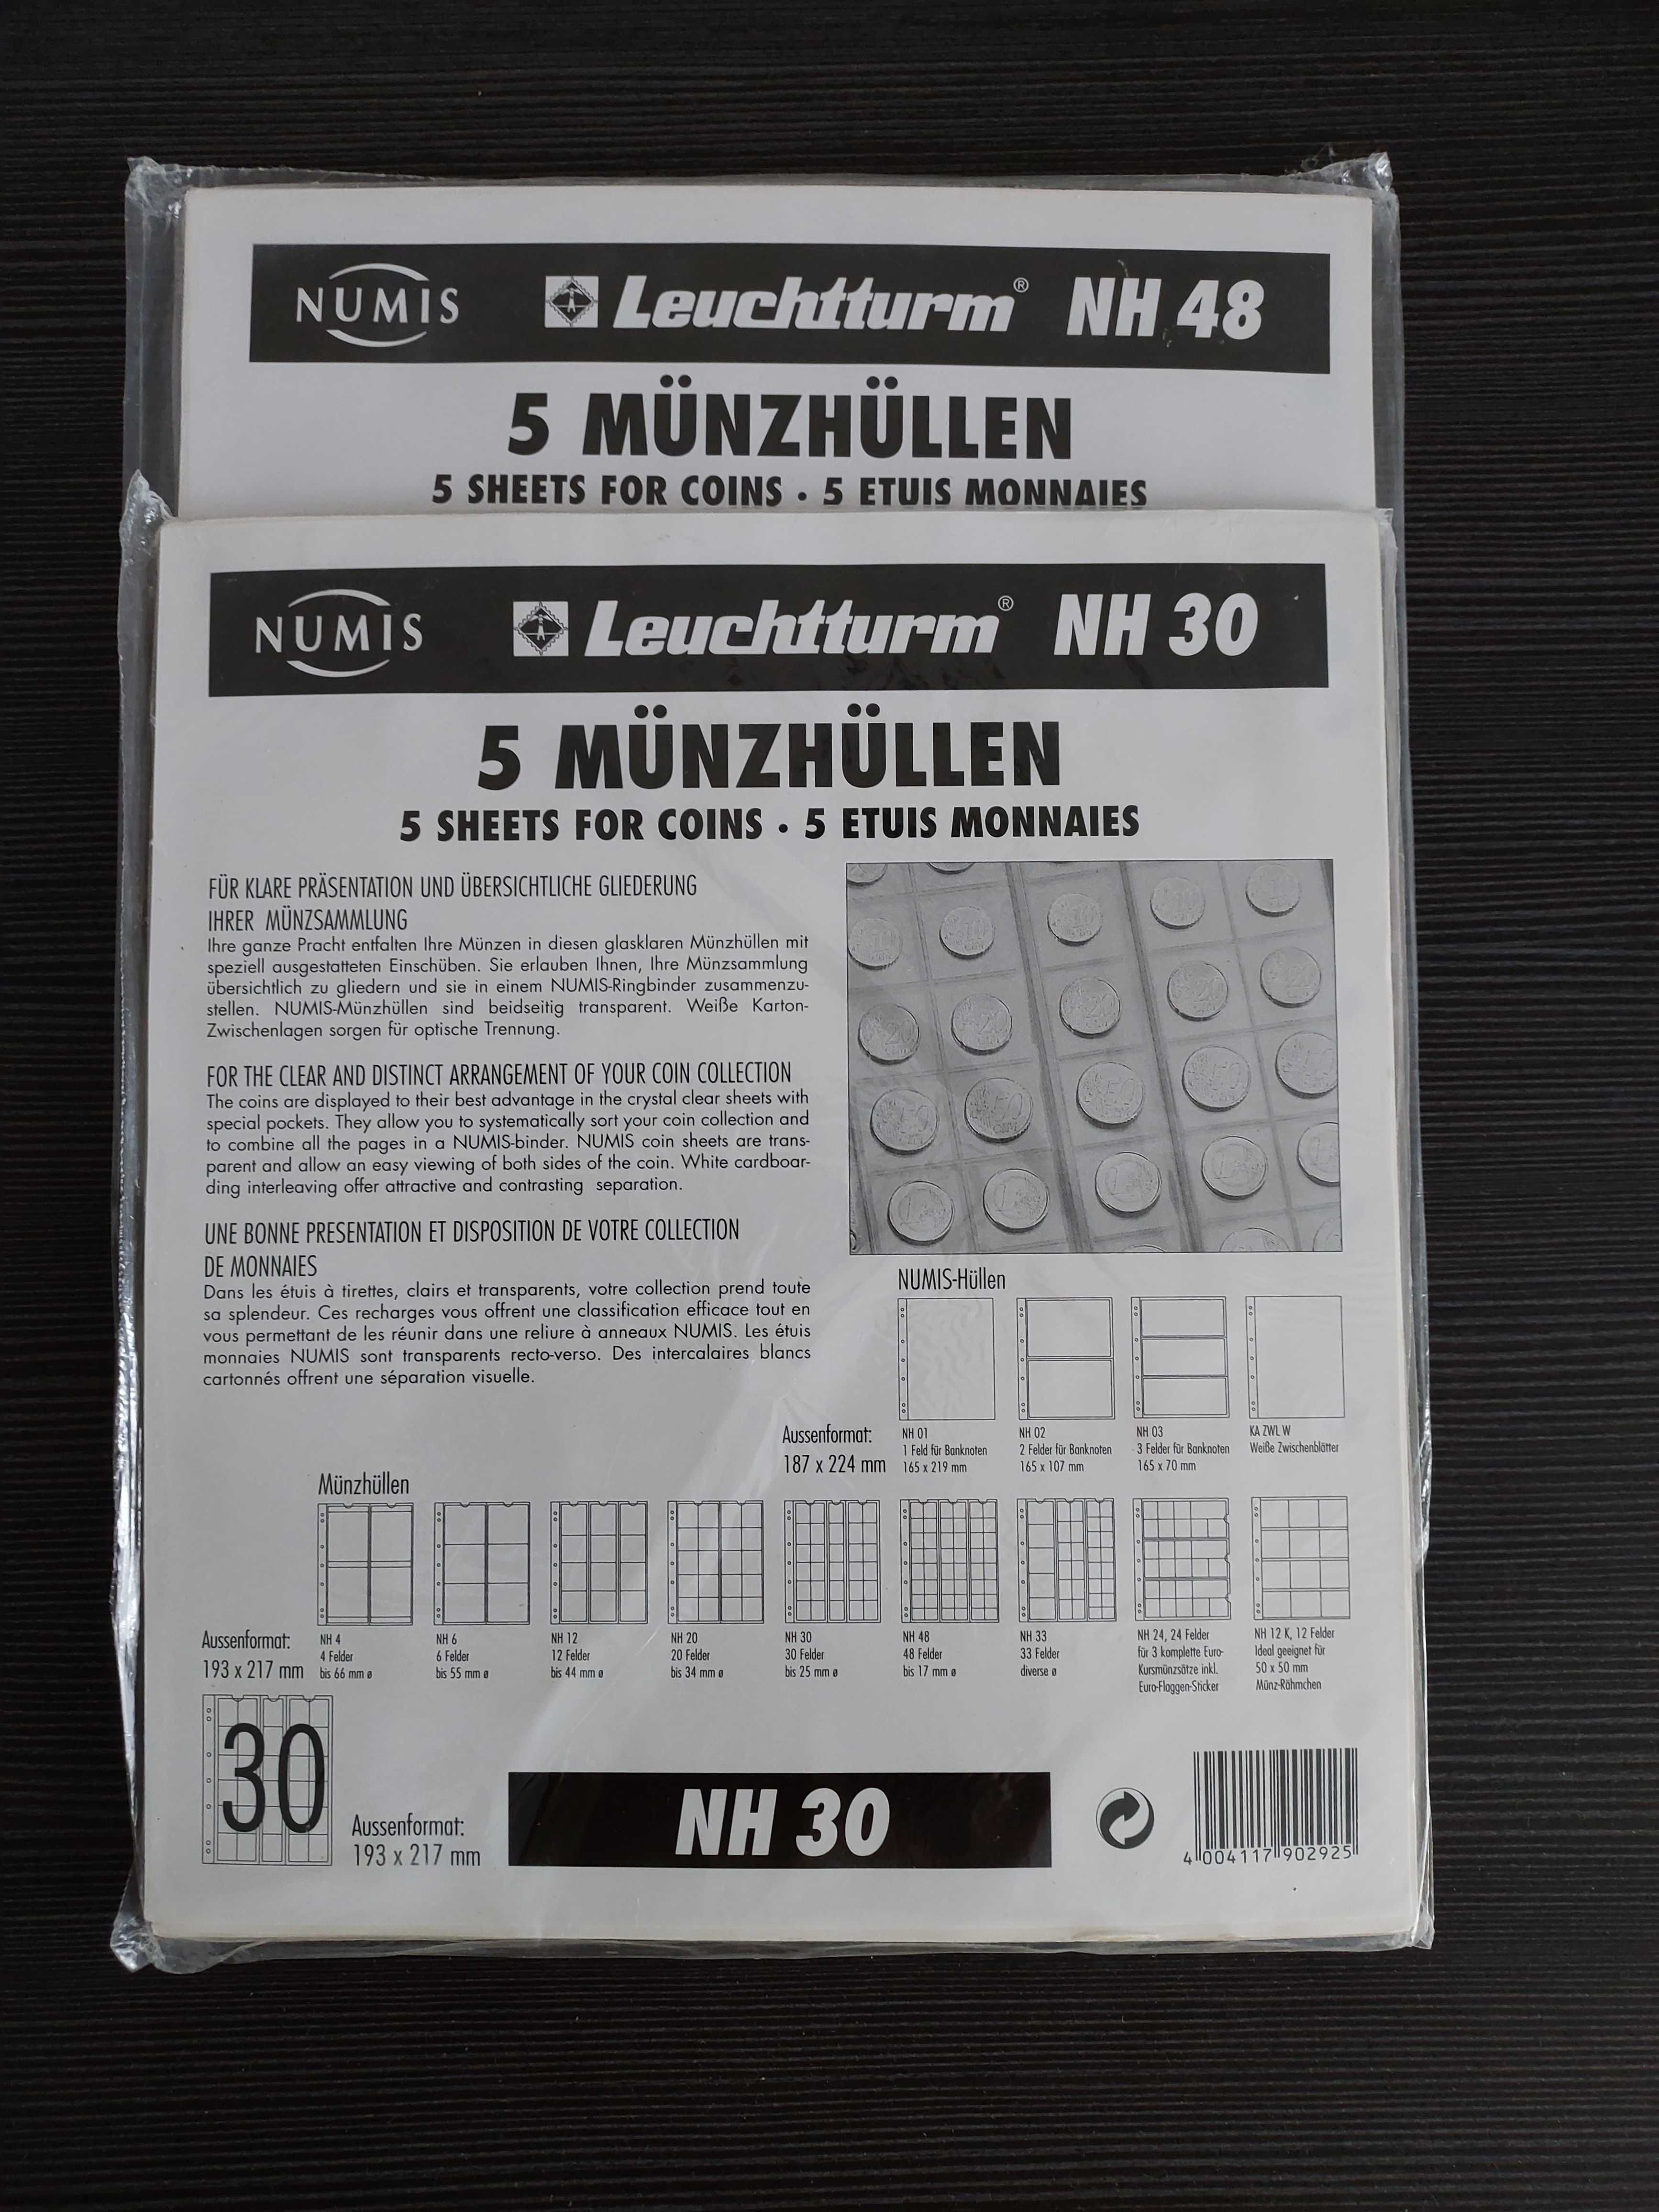 NUMIS Leuchtturm® NH 48
5 MÜNZHÜLLEN
5 SHEETS FOR COINS • 5 ETUIS MONNAIES
NUMIS Leuchtturm® NH 30
5 MÜNZHÜLLEN
5 SHEETS FOR COINS • 5 ETUIS MONNAIES
FÜR KLARE PRÄSENTATION UND ÜBERSICHTLICHE GLIEDERUNG
IHRER MÜNZSAMMLUNG
Ihre ganze Pracht entfalten Ihre Münzen in diesen glasklaren Münzhüllen mit
speziell ausgestatteten Einschüben. Sie erlauben Ihnen, Ihre Münzsammlung
übersichtlich zu gliedern und sie in einem NUMIS-Ringbinder zusammenzu-
stellen. NUMIS-Münzhüllen sind beidseitig transparent. Weiße Karton-
Zwischenlagen sorgen für optische Trennung.
FOR THE CLEAR AND DISTINCT ARRANGEMENT OF YOUR COIN COLLECTION
The coins are displayed to their best advantage in the crystal clear sheets with
special pockets. They allow you to systematically sort your coin collection and
to combine all the pages in a NUMIS-binder. NUMIS coin sheets are trans-
parent and allow an easy viewing of both sides of the coin. White cardboar-
ding interleaving offer attractive and contrasting separation.
UNE BONNE PRESENTATION ET DISPOSITION DE VOTRE COLLECTION
DE MONNAIES
Dans les étuis à tirettes, clairs et transparents, votre collection prend toute
sa splendeur. Ces recharges vous offrent une classification efficace tout en
vous permettant de les réunir dans une reliure à anneaux NUMIS. Les étuis
monnaies NUMIS sont transparents recto-verso. Des intercalaires blancs
cartonnés offrent une séparation visuelle.
NUMIS-Hüllen
Aussenformat:
187 x 224 mm
NH 01
1 Feld für Banknoten
165 x 219 mm
NH 02
2 Felder für Banknoten
165 x 107 mm
NH 03
3 Felder für Banknoten
165 x 70 mm
KA ZWL W
Weiße Zwischenblätter
Münzhüllen
Aussenformat:
193 x 217 mm
NH 4
4 Felder
bis 66 mm ø
NH 6
6 Felder
bis 55 mm ø
NH 12
12 Felder
bis 44 mm ø
NH 20
20 Felder
bis 34 mm ø
NH 30
30 Felder
bis 25 mm ø
NH 48
48 Felder
bis 17 mm ø
NH 33
33 Felder
diverse ø
NH 24, 24 Felder
für 3 komplette Euro-
Kursmünzsätze inkl.
Euro-Flaggen-Sticker
NH 12 K, 12 Felder
Ideal geeignet für
50 x 50 mm
Münz-Rähmchen
30
Aussenformat:
193 x 217 mm
NH 30
4 004117 902925